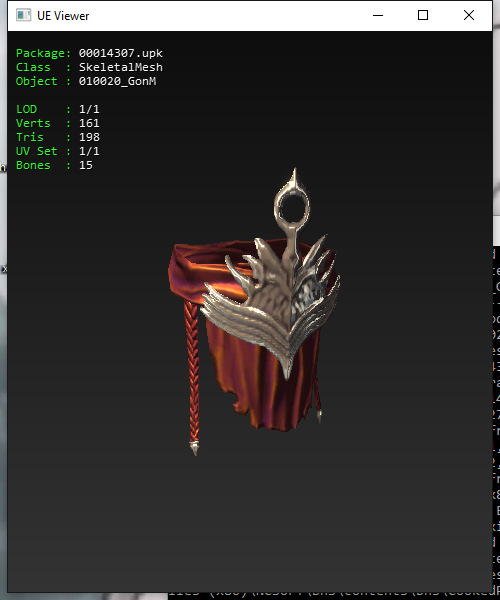 UE Viewer
Package: 00014307.upk
Class : SkeletalMesh
Object : 010020_GonM
LOD : 1/1
Verts : 161
Tris : 198
UV Set : 1/1
Bones : 15